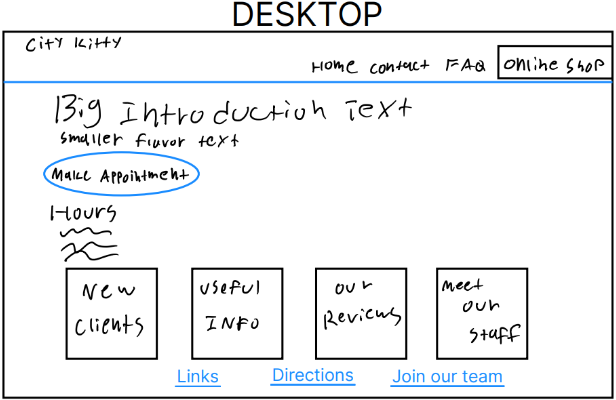 DESKTOP
City Kitty
Home contact FAQ Online shop
Big Introduction Text
smaller flavor text
Make Appointment
Hours
New
Clients
useful
INFO
our
Reviews
meet
our
staff
Links Directions Join our team